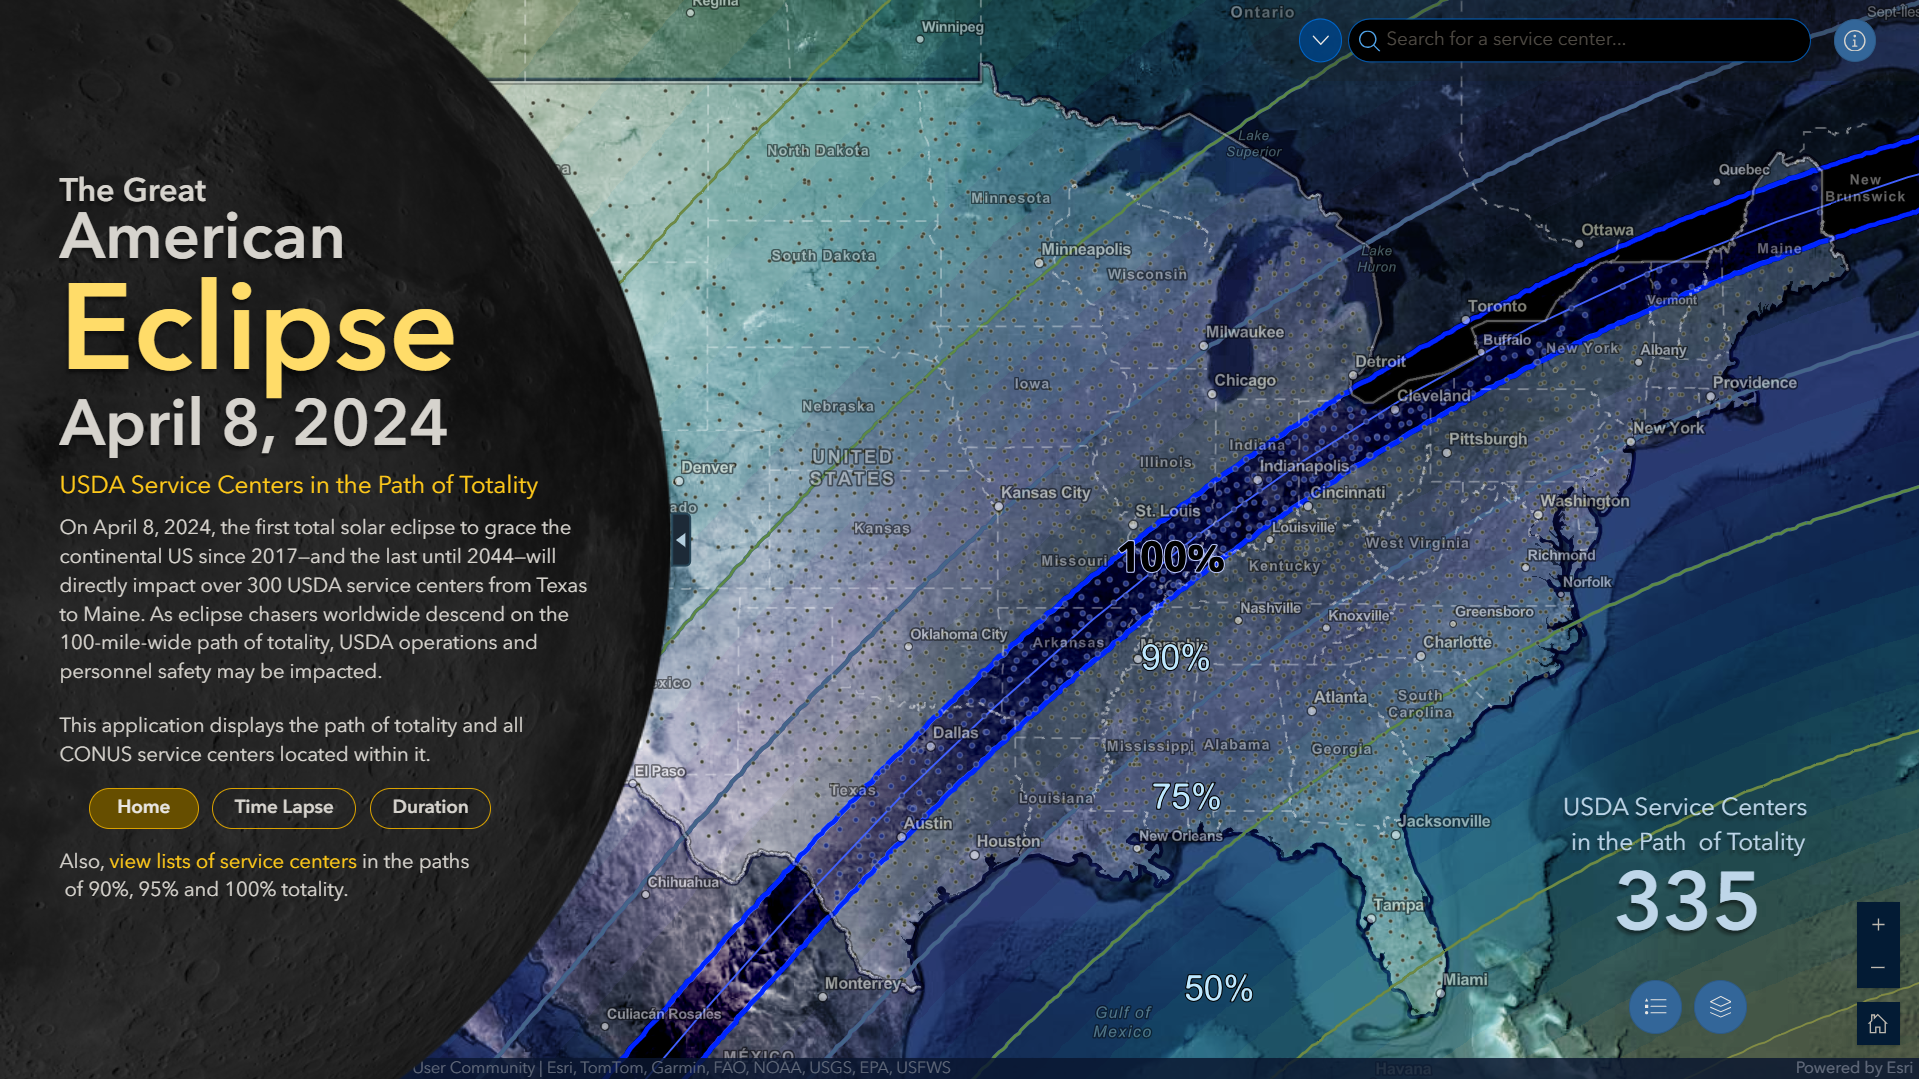 The Great
American
Eclipse
April 8, 2024
USDA Service Centers in the Path of Totality
On April 8, 2024, the first total solar eclipse to grace the
continental US since 2017—and the last until 2044—will
directly impact over 300 USDA service centers from Texas
to Maine. As eclipse chasers worldwide descend on the
100-mile-wide path of totality, USDA operations and
personnel safety may be impacted.
This application displays the path of totality and all
CONUS service centers located within it.
Home
Time Lapse
Duration
Also, view lists of service centers in the paths
of 90%, 95% and 100% totality.
Search for a service center...
Regina
Winnipeg
Ontario
Sept-Iles
Lake
Superior
North Dakota
Minnesota
Quebec
New
Brunswick
South Dakota
Minneapolis
Wisconsin
Lake
Huron
Ottawa
Maine
Toronto
Vermont
Milwaukee
Buffalo
New York
Albany
Detroit
Chicago
Iowa
Nebraska
Cleveland
Providence
New York
Pittsburgh
Indiana
Illinois
Indianapolis
UNITED
STATES
Denver
ado
Kansas City
Cincinnati
Washington
St. Louis
Kansas
Louisville
West Virginia
Missouri
100%
Kentucky
Richmond
Norfolk
Nashville
Knoxville
Greensboro
Oklahoma City
Arkansas
Memphis
90%
Charlotte
xico
Atlanta
South
Carolina
Dallas
Mississippi
Alabama
Georgia
El Paso
Texas
Louisiana
75%
Austin
Houston
New Orleans
Jacksonville
Chihuahua
Tampa
Monterrey
Miami
50%
Culiacán Rosales
Gulf of
Mexico
MÉXICO
Havana
USDA Service Centers
in the Path of Totality
335
User Community | Esri, TomTom, Garmin, FAO, NOAA, USGS, EPA, USFWS
Powered by Esri